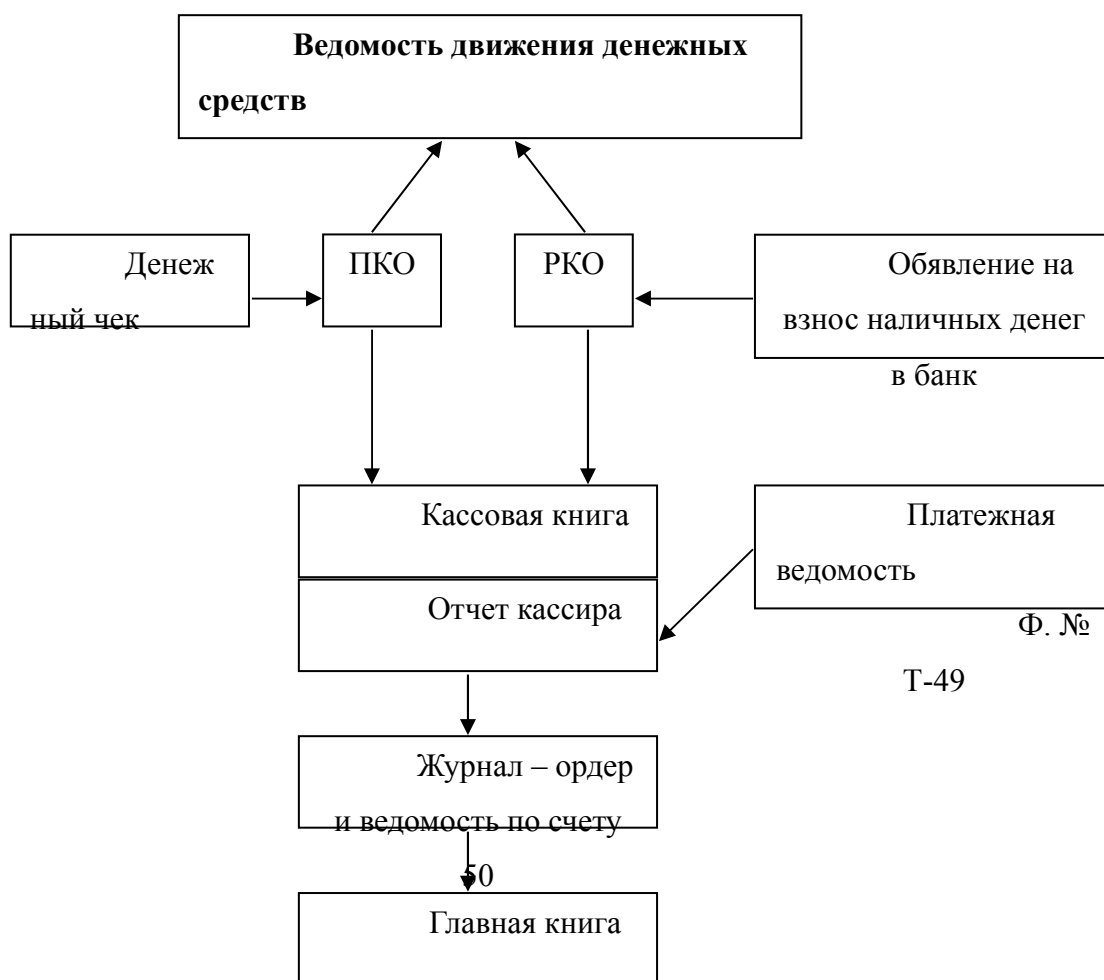 Ведомость движения денежных
средств
Денеж
ный чек
ПКО
РКО
Обявление на
взнос наличных денег
в банк
Кассовая книга
Отчет кассира
Платежная
ведомость
Ф. №
Т-49
Журнал – ордер
и ведомость по счету
50
Главная книга